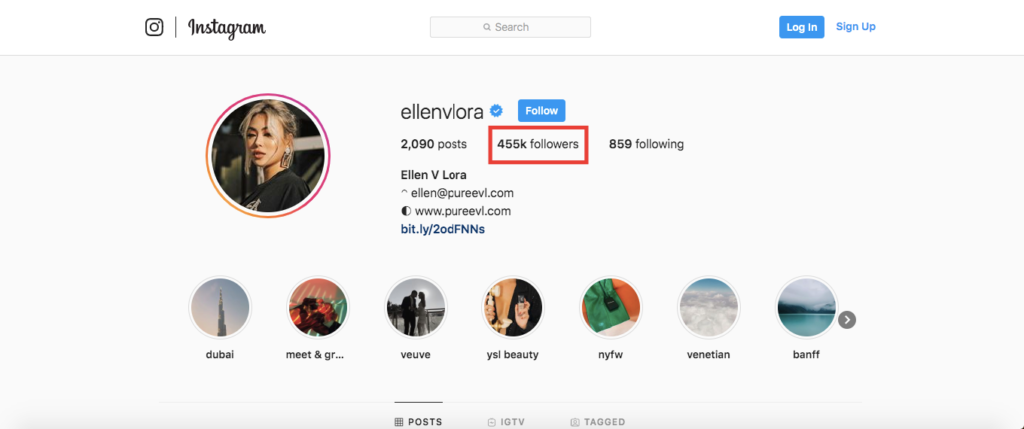 Instagram
Search
Log In
Sign Up
ellenvlora
Follow
2,090 posts
455k followers
859 following
Ellen V Lora
ellen@pureevl.com
www.pureevl.com
bit.ly/2odFNNs
dubai
meet & gr...
veuve
ysl beauty
nyfw
venetian
banff
POSTS
IGTV
TAGGED